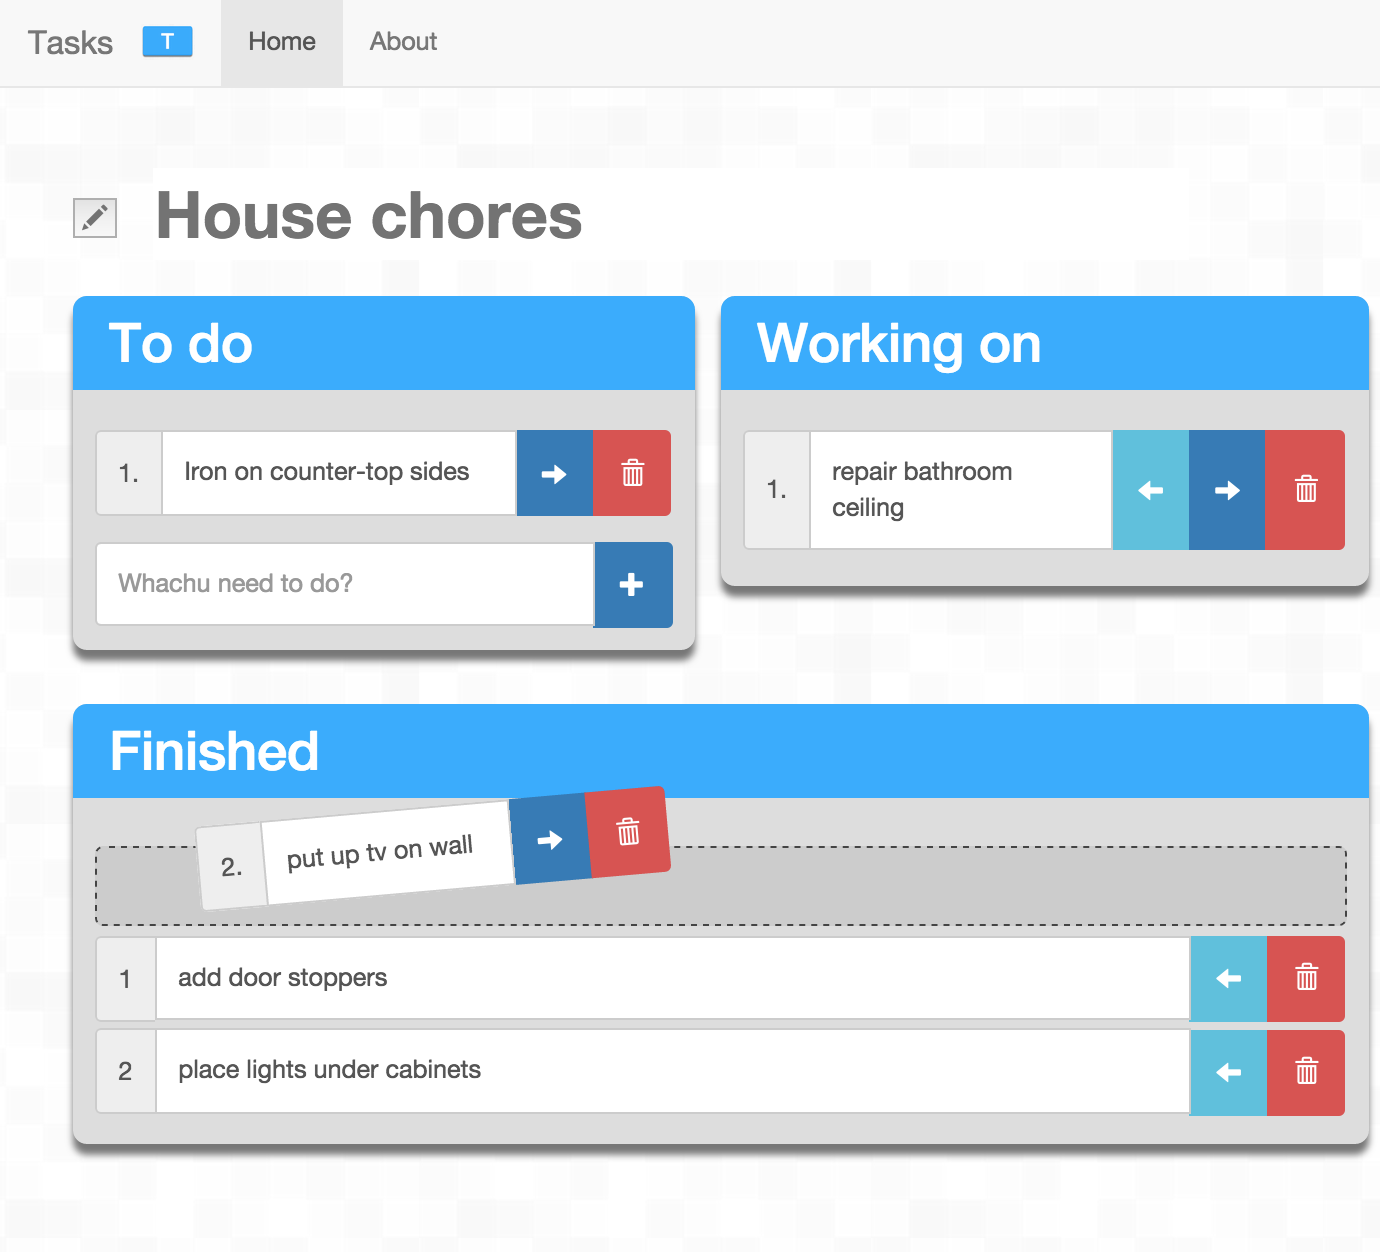 Tasks T Home About
House chores
To do
1. Iron on counter-top sides
Whachu need to do?
Working on
1. repair bathroom
ceiling
Finished
2. put up tv on wall
1 add door stoppers
2 place lights under cabinets